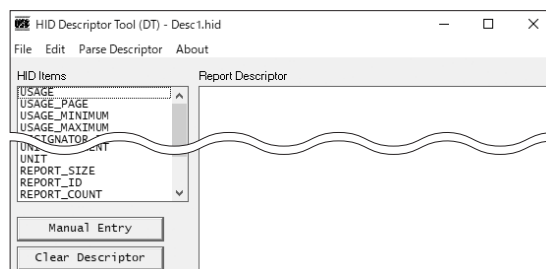 HID Descriptor Tool (DT) - Desc1.hid
File Edit Parse Descriptor About
HID Items Report Descriptor
USAGE
USAGE_PAGE
USAGE_MINIMUM
USAGE_MAXIMUM
UNIT
REPORT_SIZE
REPORT_ID
REPORT_COUNT
Manual Entry
Clear Descriptor